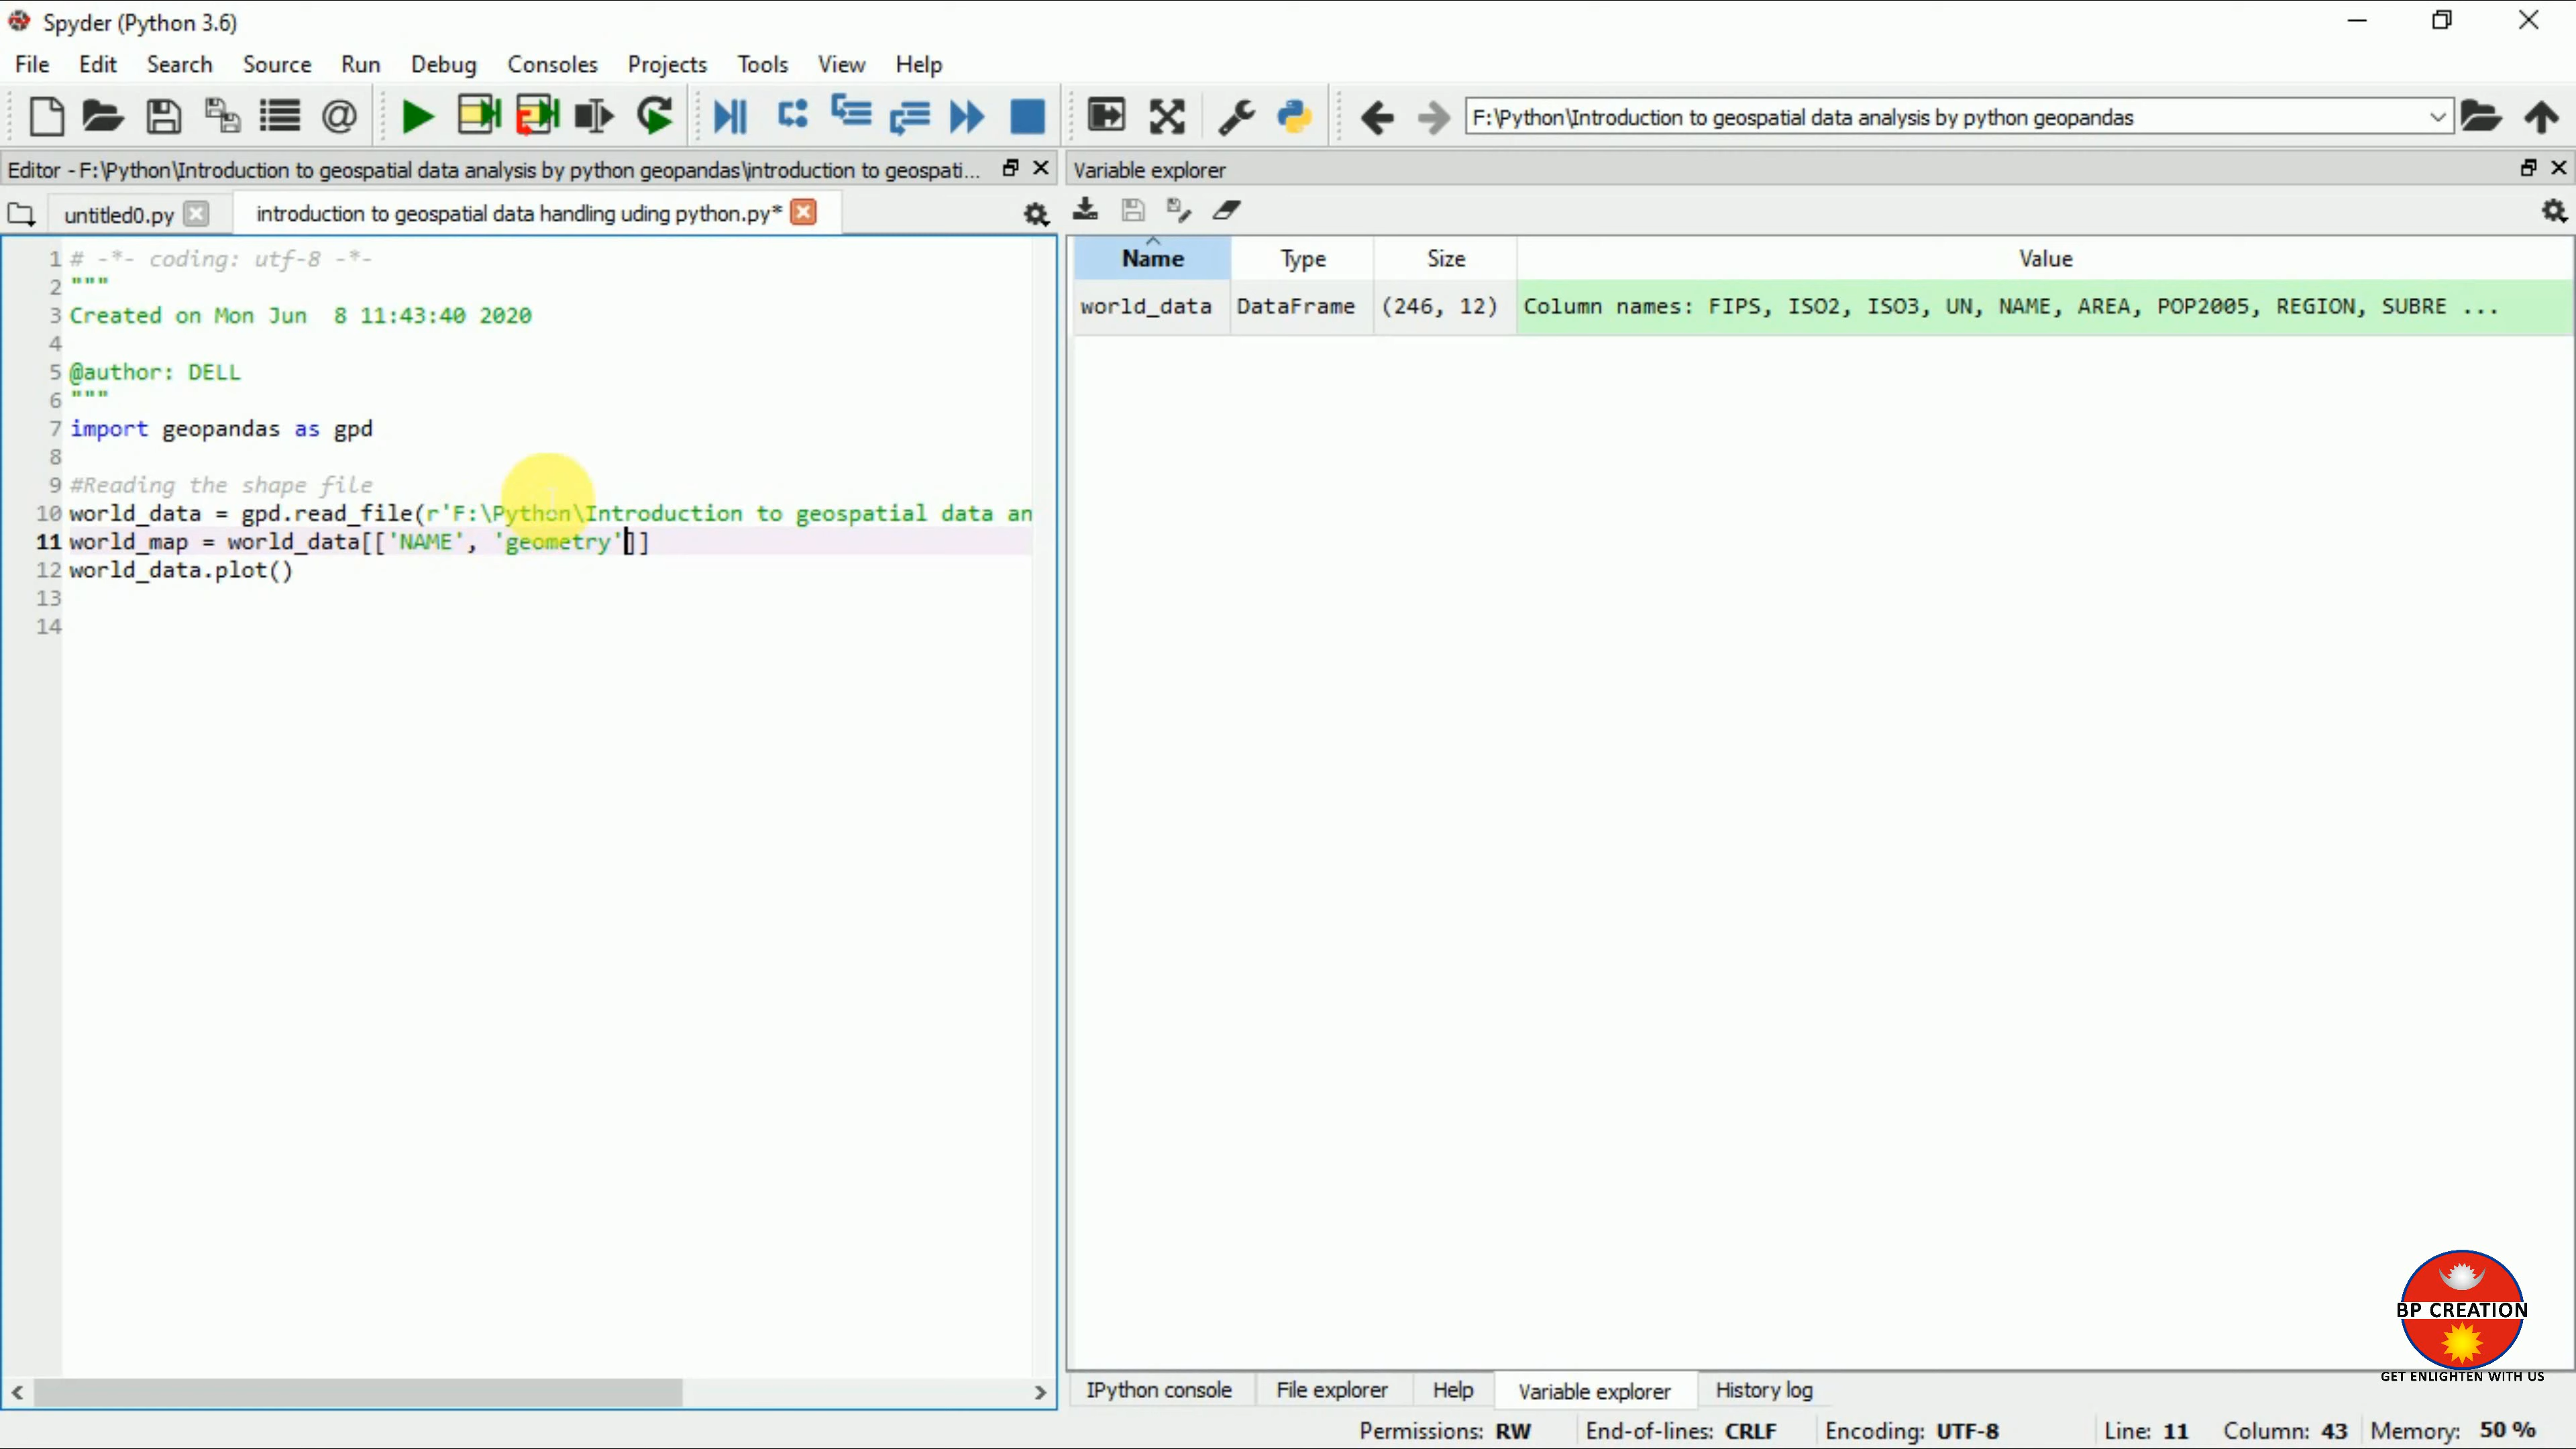 Spyder (Python 3.6)
File Edit Search Source Run Debug Consoles Projects Tools View Help
F:\Python\Introduction to geospatial data analysis by python geopandas
Editor - F:\Python\Introduction to geospatial data analysis by python geopandas\introduction to geospati...
Variable explorer
untitled0.py
introduction to geospatial data handling uding python.py*
Name Type Size Value
world_data DataFrame (246, 12) Column names: FIPS, ISO2, ISO3, UN, NAME, AREA, POP2005, REGION, SUBRE ...
1 # -*- coding: utf-8 -*-
2 """
3 Created on Mon Jun  8 11:43:40 2020
4
5 @author: DELL
6 """
7 import geopandas as gpd
8
9 #Reading the shape file
10 world_data = gpd.read_file(r'F:\Python\Introduction to geospatial data an
11 world_map = world_data[['NAME', 'geometry']]
12 world_data.plot()
13
14
BP CREATION
GET ENLIGHTEN WITH US
IPython console File explorer Help Variable explorer History log
Permissions: RW End-of-lines: CRLF Encoding: UTF-8 Line: 11 Column: 43 Memory: 50 %